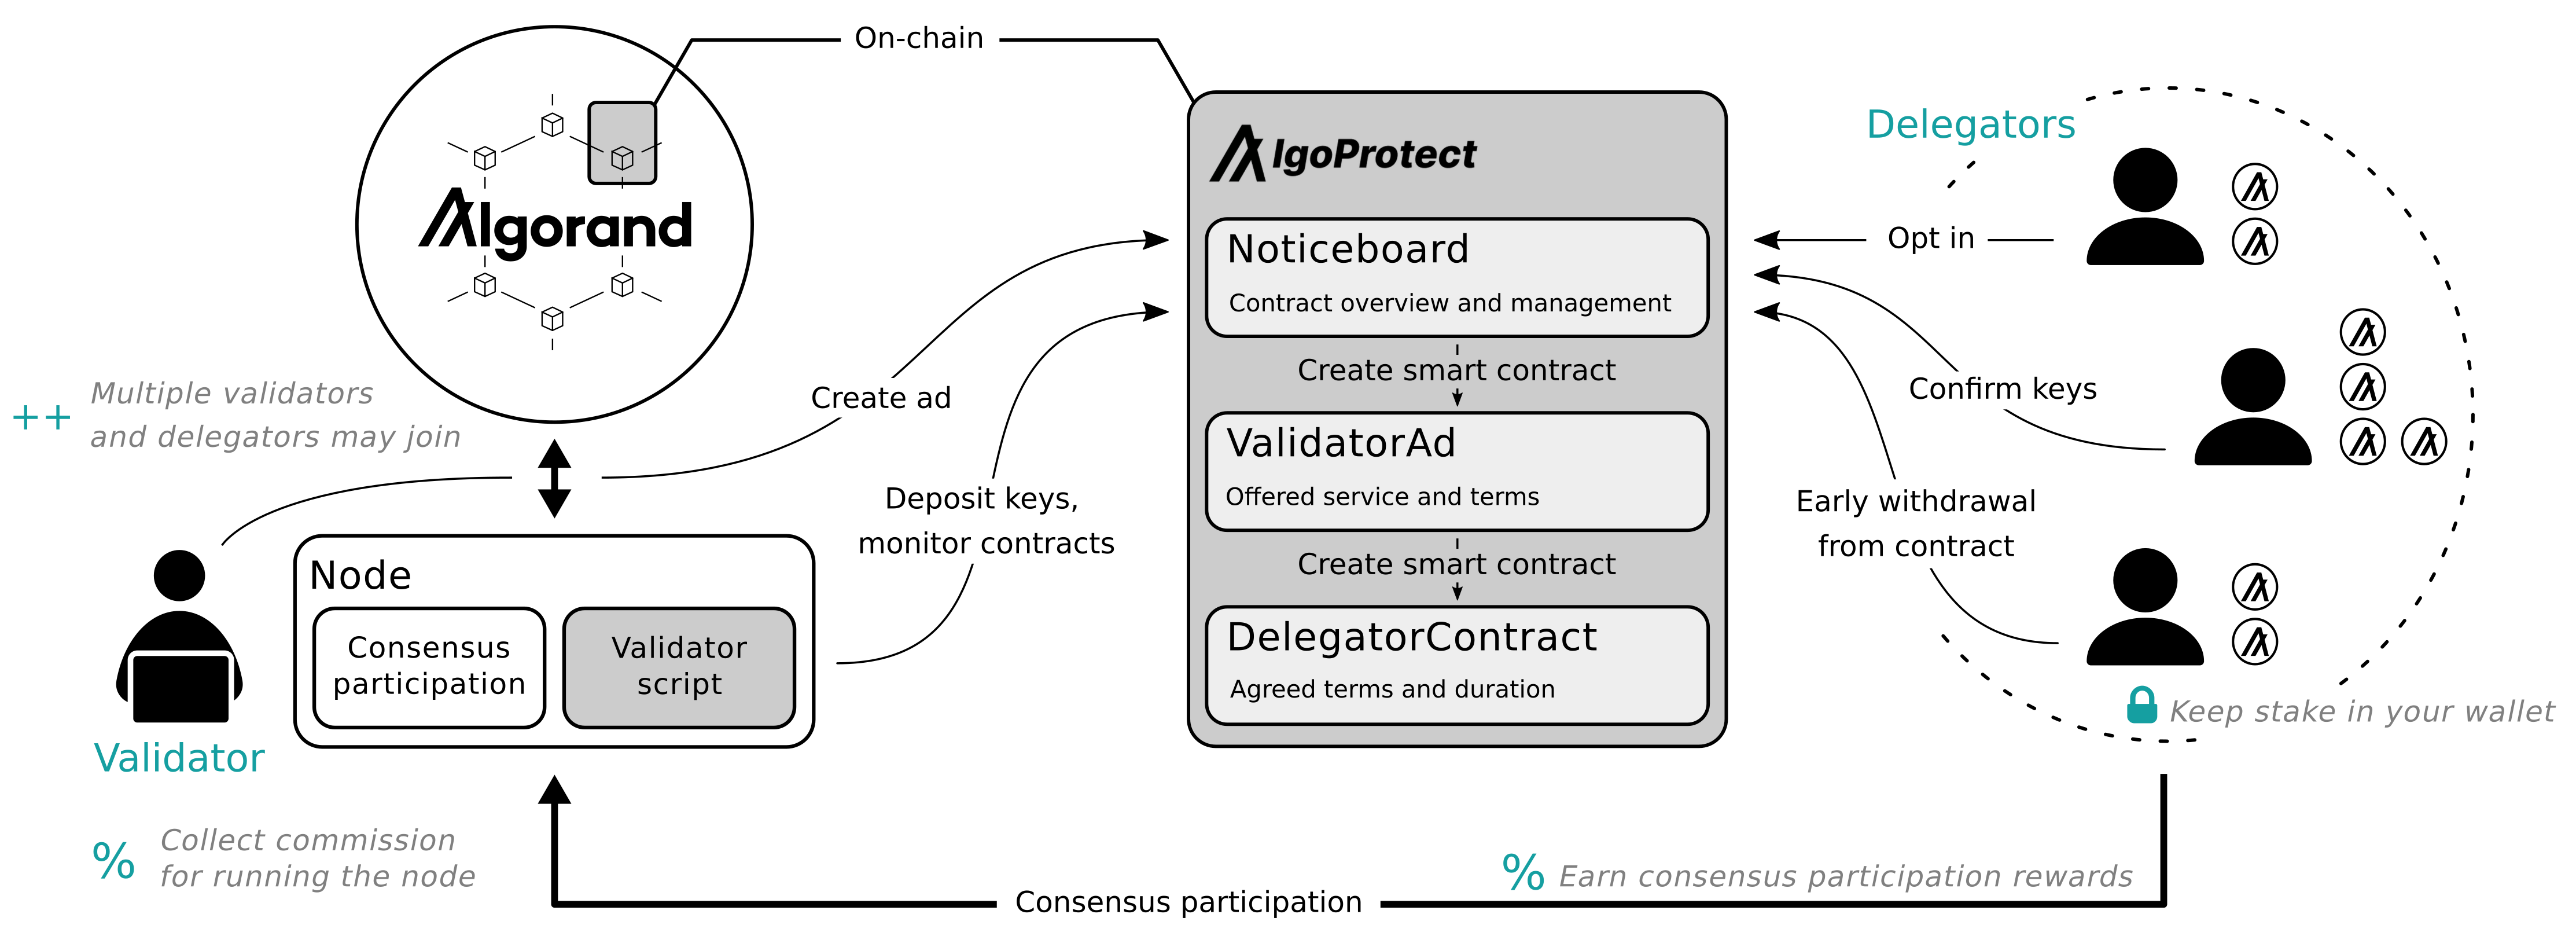 On-chain
Algorand
++
Multiple validators
and delegators may join
Create ad
Deposit keys,
monitor contracts
Node
Consensus
participation
Validator
script
Validator
%
Collect commission
for running the node
AlgoProtect
Noticeboard
Contract overview and management
Create smart contract
ValidatorAd
Offered service and terms
Create smart contract
DelegatorContract
Agreed terms and duration
Delegators
Opt in
Confirm keys
Early withdrawal
from contract
Keep stake in your wallet
% Earn consensus participation rewards
Consensus participation